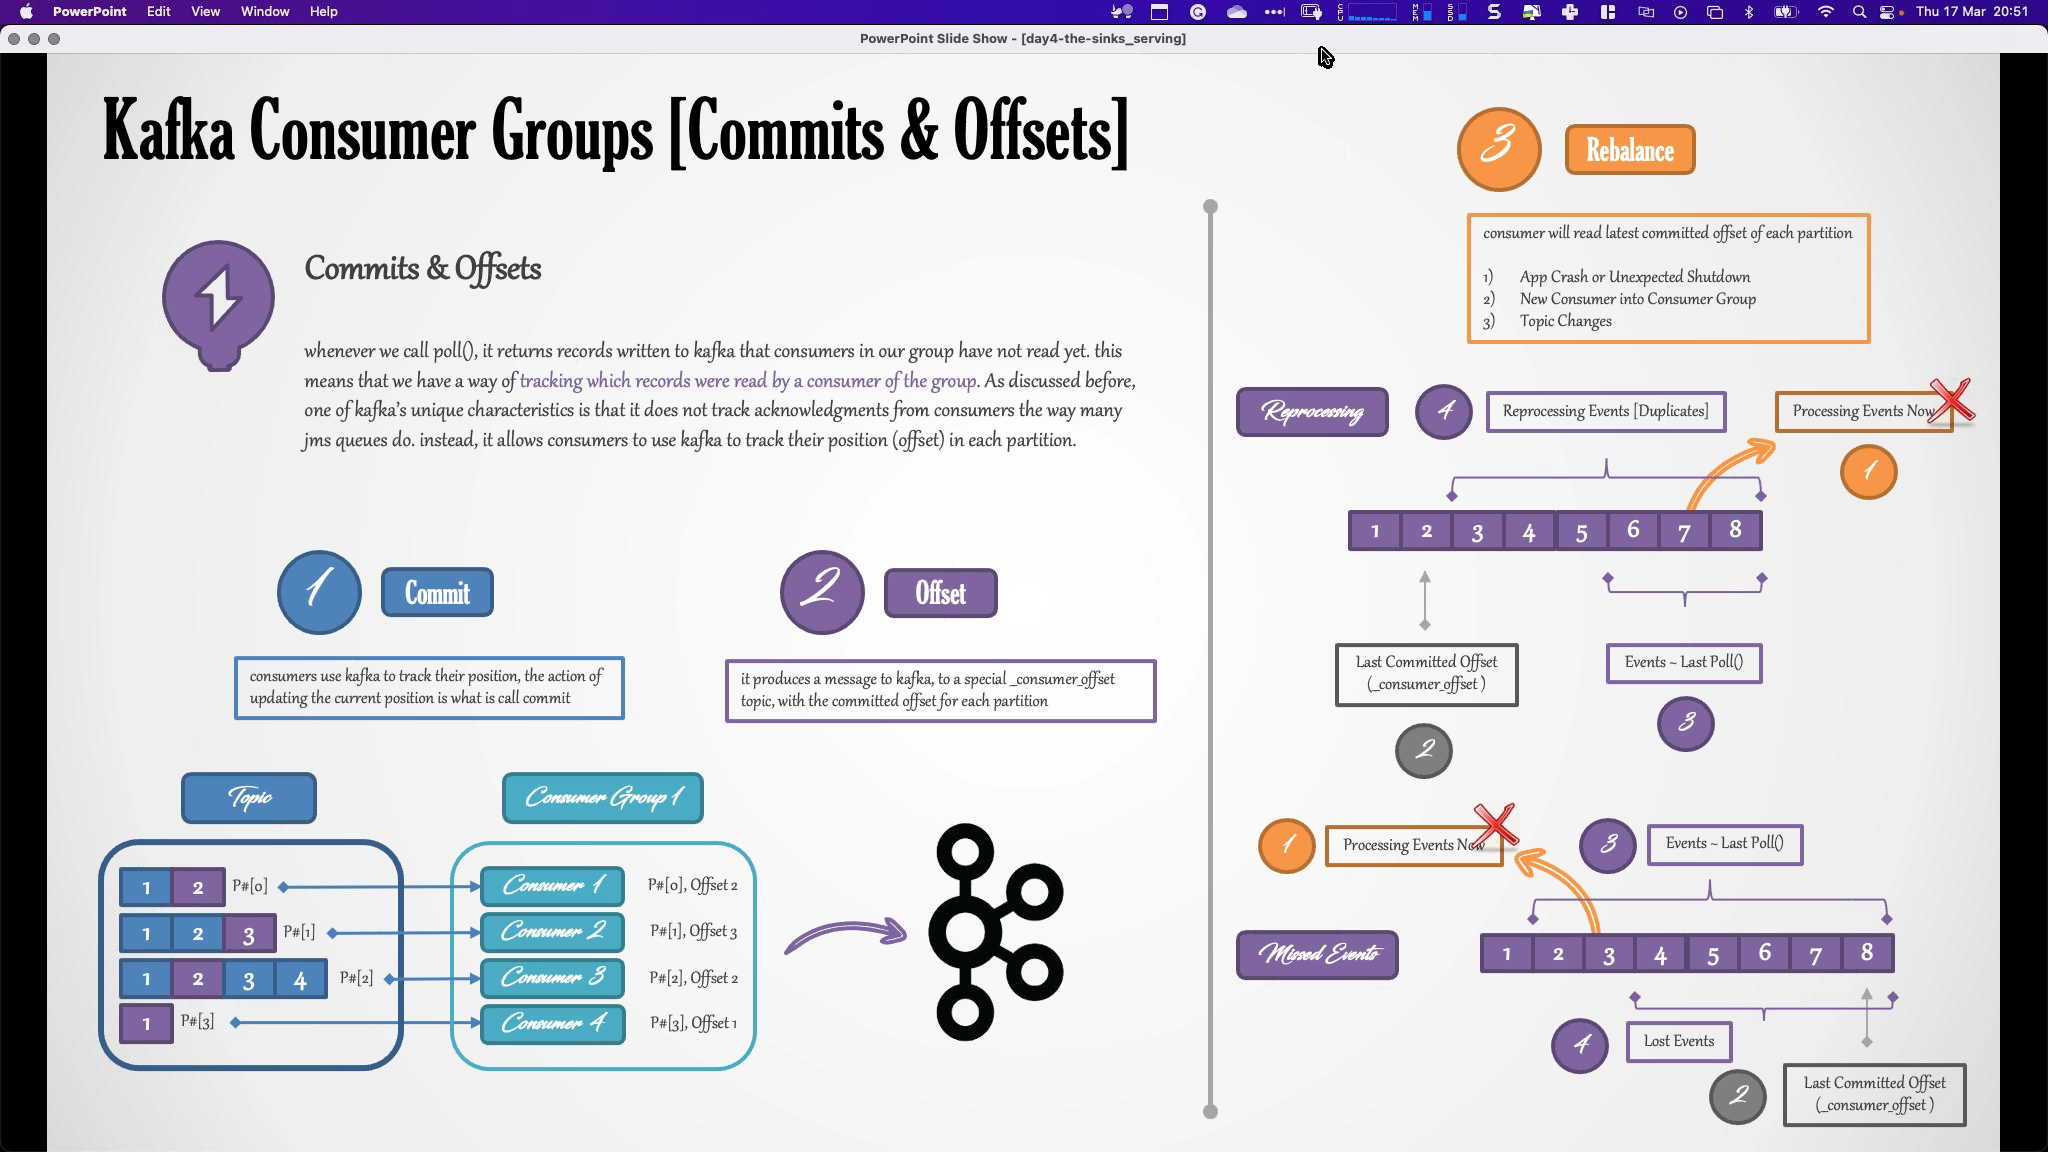 PowerPoint Edit View Window Help
Thu 17 Mar 20:51
PowerPoint Slide Show - [day4-the-sinks_serving]
Kafka Consumer Groups [Commits & Offsets]
Commits & Offsets
whenever we call poll(), it returns records written to kafka that consumers in our group have not read yet. this
means that we have a way of tracking which records were read by a consumer of the group. As discussed before,
one of kafka's unique characteristics is that it does not track acknowledgments from consumers the way many
jms queues do. instead, it allows consumers to use kafka to track their position (offset) in each partition.
1 Commit
consumers use kafka to track their position, the action of
updating the current position is what is call commit
2 Offset
it produces a message to kafka, to a special _consumer_offset
topic, with the committed offset for each partition
Topic
Consumer Group 1
1 2 P#[0]
Consumer 1 P#[0], Offset 2
1 2 3 P#[1]
Consumer 2 P#[1], Offset 3
1 2 3 4 P#[2]
Consumer 3 P#[2], Offset 2
1 P#[3]
Consumer 4 P#[3], Offset 1
3 Rebalance
consumer will read latest committed offset of each partition
1) App Crash or Unexpected Shutdown
2) New Consumer into Consumer Group
3) Topic Changes
Reprocessing
4 Reprocessing Events [Duplicates]
Processing Events Now
1
1 2 3 4 5 6 7 8
Last Committed Offset
(_consumer_offset )
2
Events ~ Last Poll()
3
1 Processing Events Now
3 Events ~ Last Poll()
Missed Events
1 2 3 4 5 6 7 8
4 Lost Events
2
Last Committed Offset
(_consumer_offset )